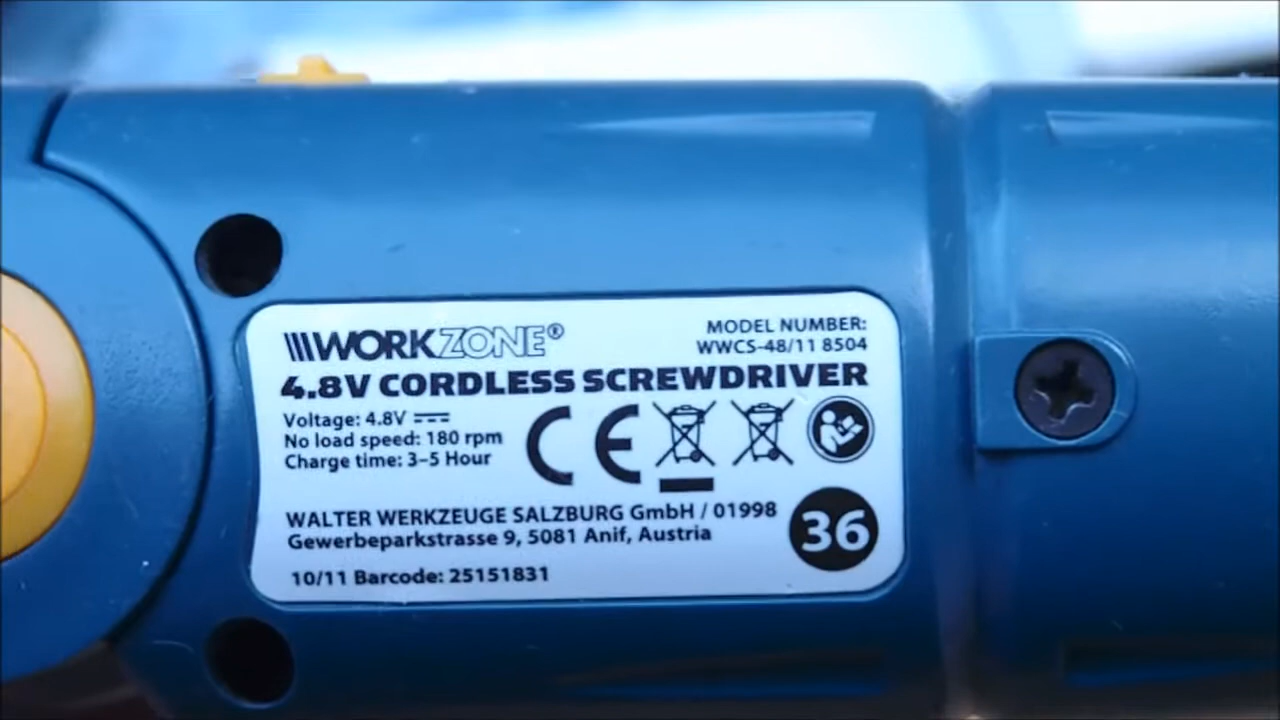 WORKZONE®
MODEL NUMBER:
WWCS-48/11 8504
4.8V CORDLESS SCREWDRIVER
Voltage: 4.8V ⎓
No load speed: 180 rpm
Charge time: 3–5 Hour
CE
WALTER WERKZEUGE SALZBURG GmbH / 01998
Gewerbeparkstrasse 9, 5081 Anif, Austria
36
10/11 Barcode: 25151831